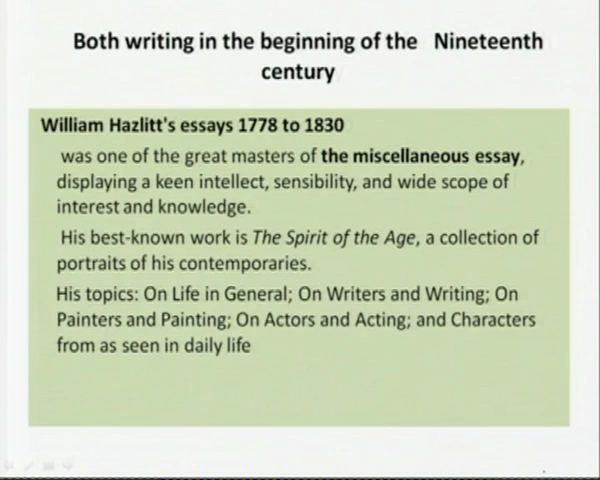 Both writing in the beginning of the Nineteenth
century
William Hazlitt's essays 1778 to 1830
was one of the great masters of the miscellaneous essay,
displaying a keen intellect, sensibility, and wide scope of
interest and knowledge.
His best-known work is The Spirit of the Age, a collection of
portraits of his contemporaries.
His topics: On Life in General; On Writers and Writing; On
Painters and Painting; On Actors and Acting; and Characters
from as seen in daily life